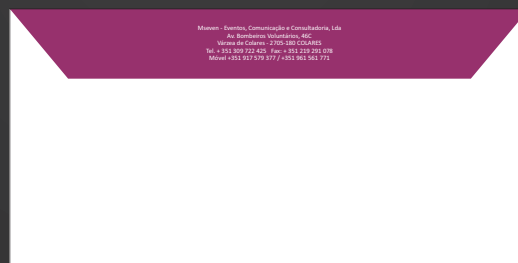 Mseven - Eventos, Comunicação e Consultadoria, Lda
Av. Bombeiros Voluntários, 46C
Várzea de Colares - 2705-180 COLARES
Tel. + 351 309 722 425 Fax: + 351 219 291 078
Móvel +351 917 579 377 / +351 961 561 771